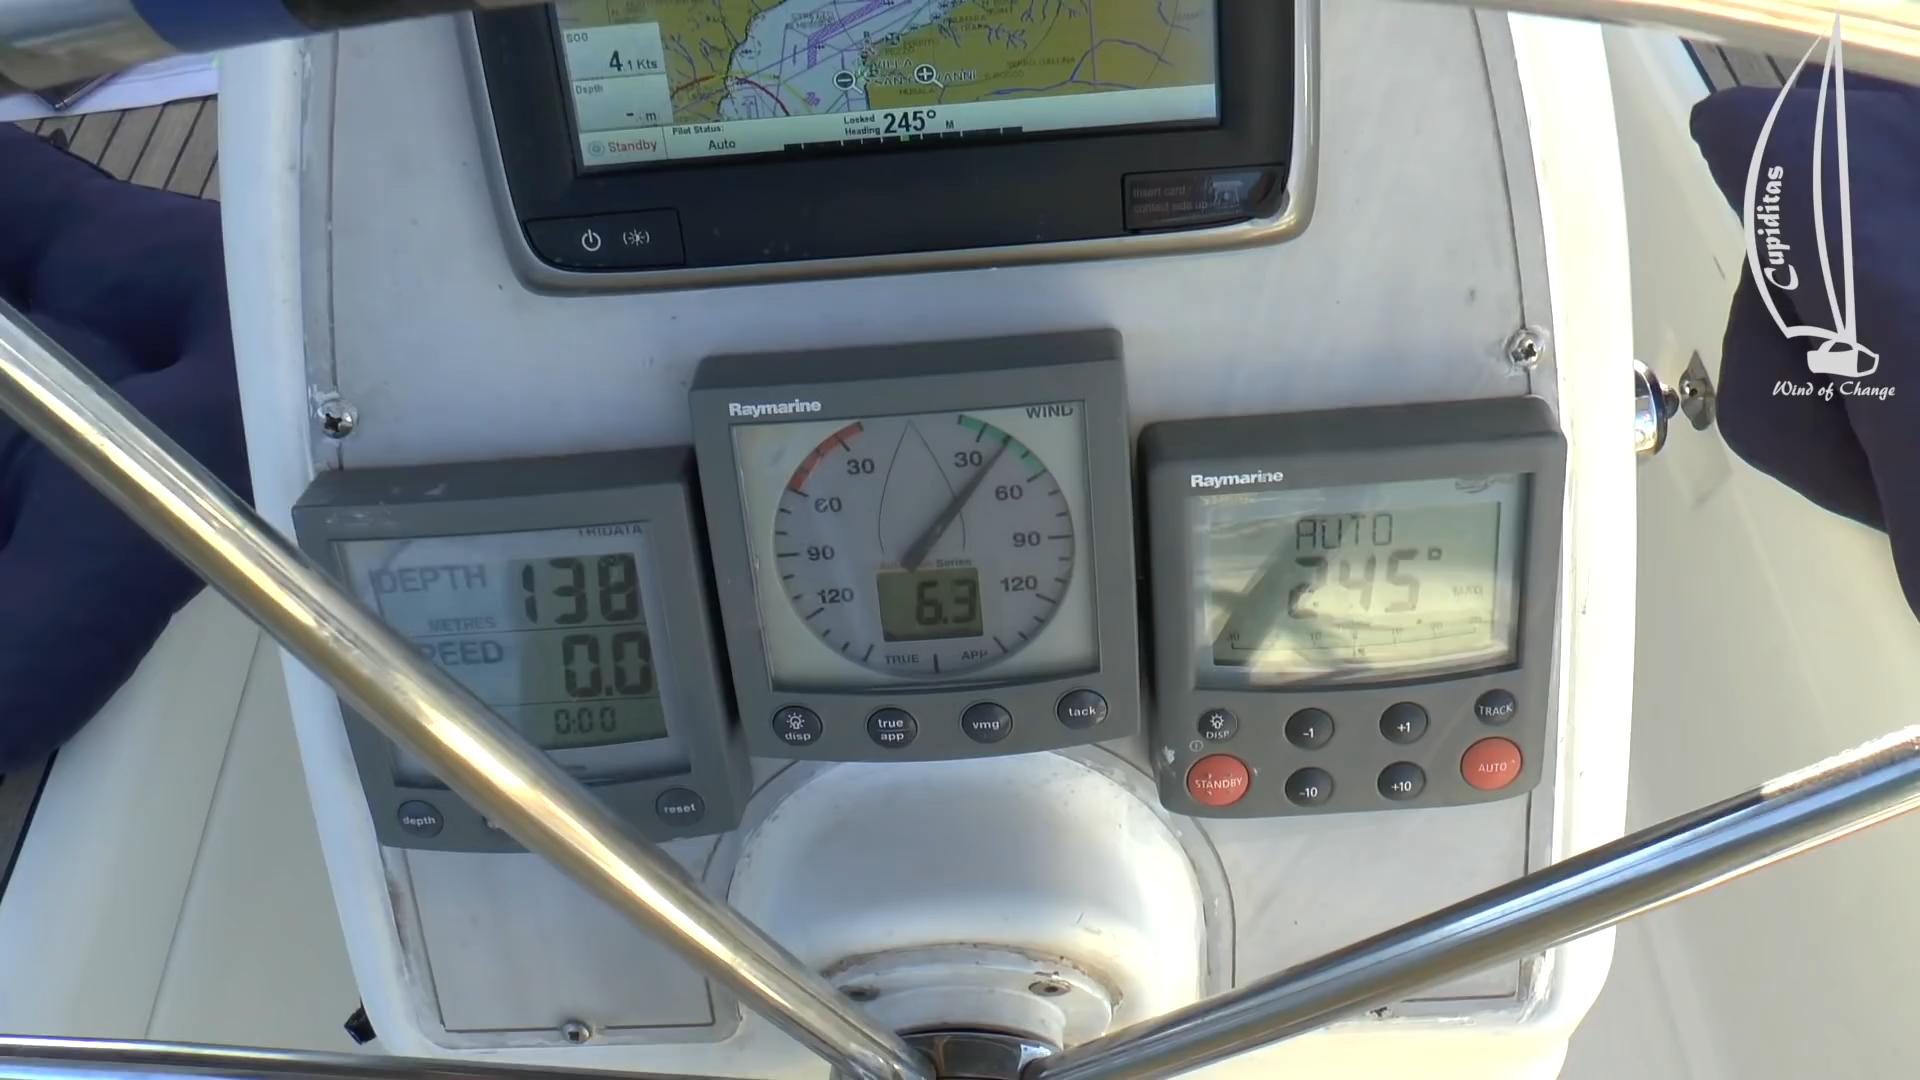 SOG
4.1 Kts
Depth
-.- m
Standby
Pilot Status:
Auto
Locked
Heading 245° M
VILLA
Insert card
contact side up
Cupiditas
Wind of Change
Raymarine
WIND
30 30
60 60
90 90
120 120
6.3
TRUE APP
disp
true
app
vmg
tack
TRIDATA
DEPTH 138
METRES
PEED 0.0
0:00
depth
reset
Raymarine
AUTO
245°
MAG
DISP
-1
+1
TRACK
STANDBY
-10
+10
AUTO